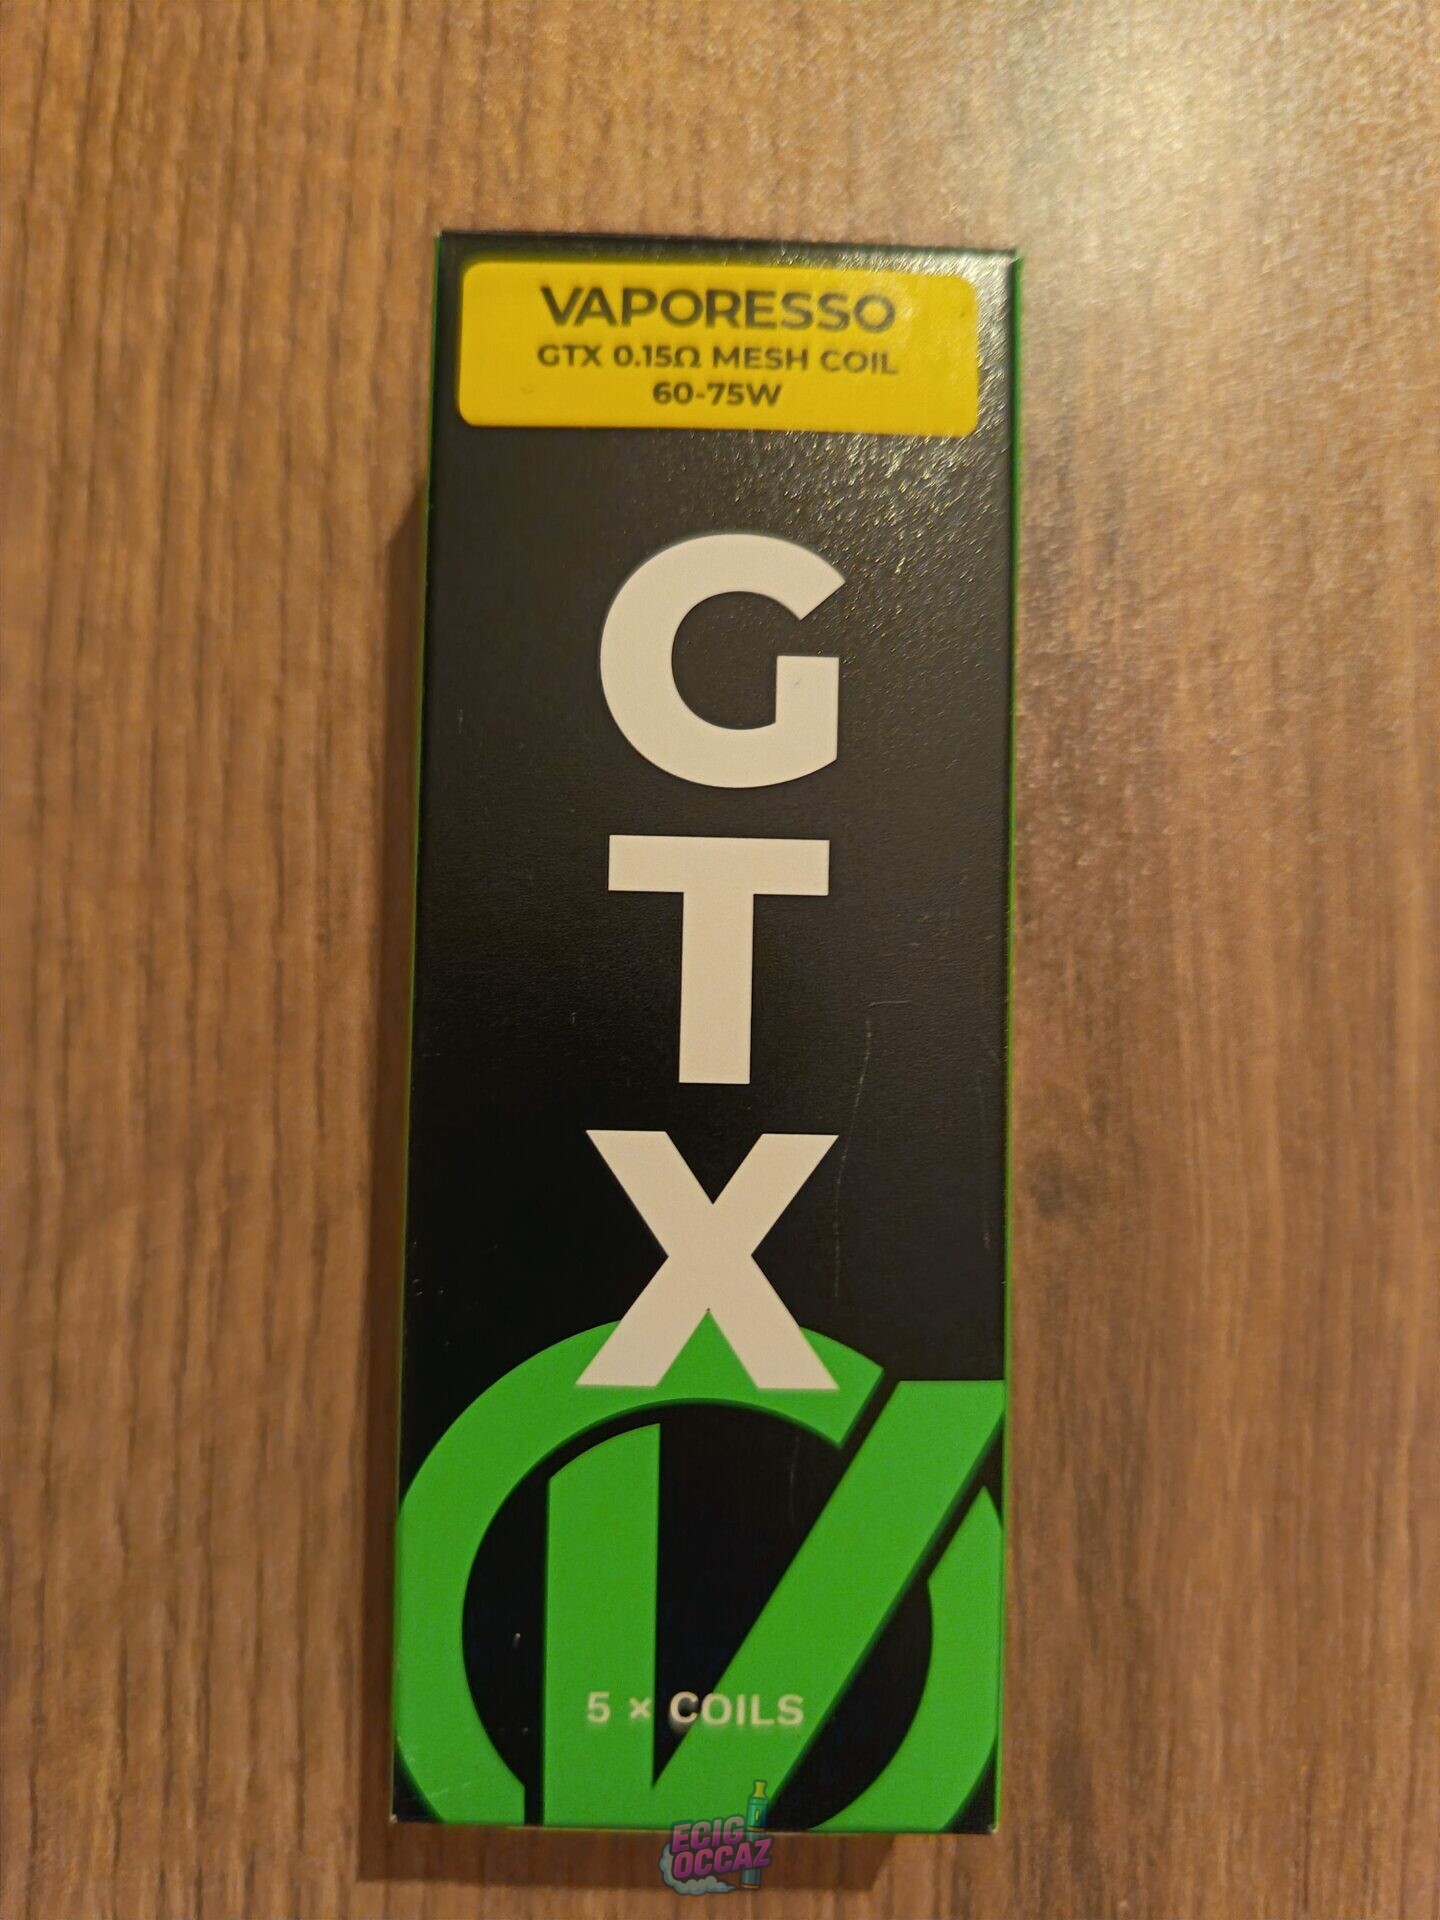 VAPORESSO
GTX 0.15Ω MESH COIL
60-75W
G
T
X
5 × COILS
ECIG
OCCAZ